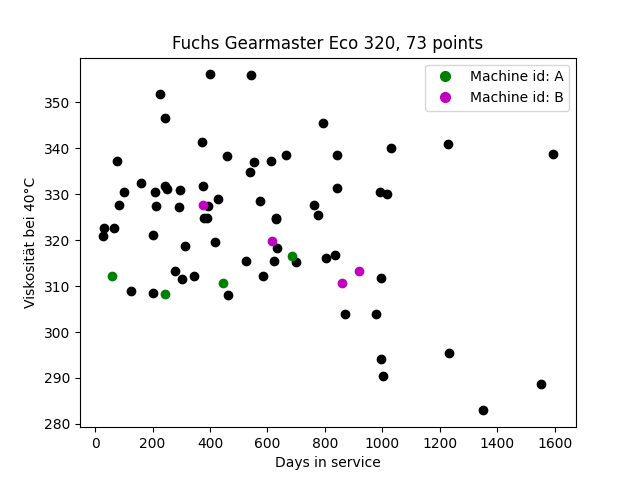 Fuchs Gearmaster Eco 320, 73 points
Machine id: A
Machine id: B
Viskosität bei 40°C
350
340
330
320
310
300
290
280
0 200 400 600 800 1000 1200 1400 1600
Days in service